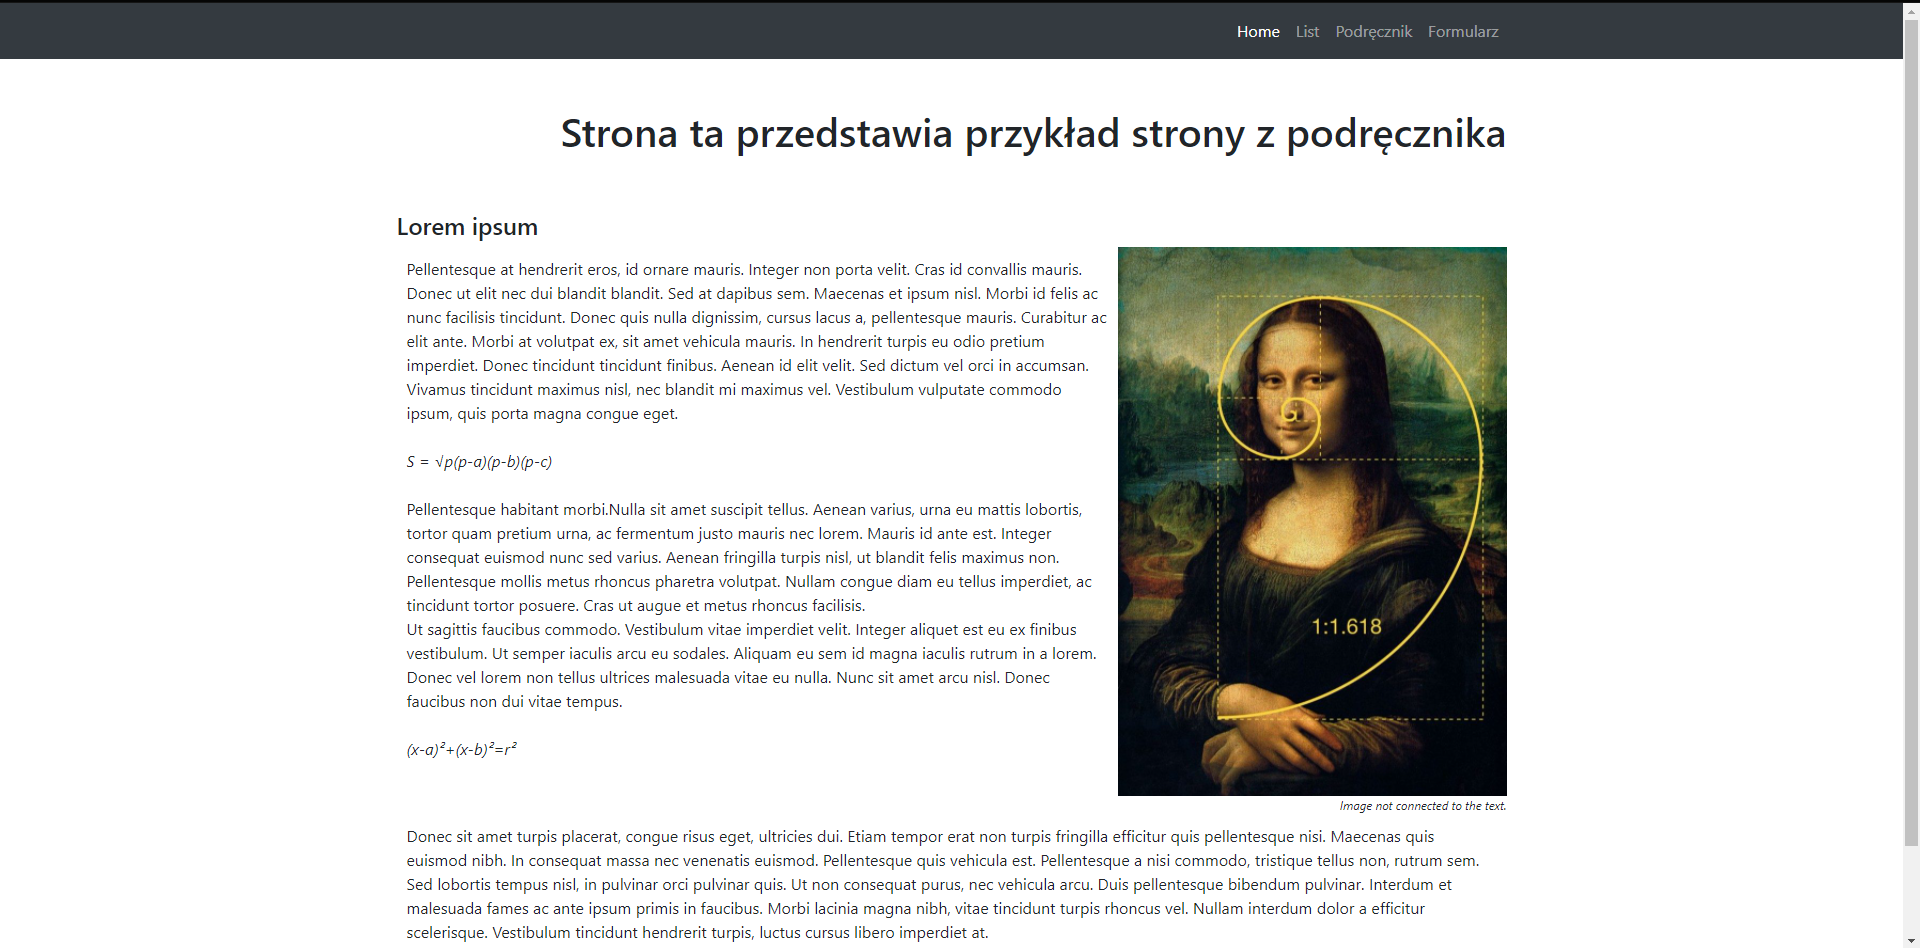 Home List Podręcznik Formularz
Strona ta przedstawia przykład strony z podręcznika
Lorem ipsum
Pellentesque at hendrerit eros, id ornare mauris. Integer non porta velit. Cras id convallis mauris.
Donec ut elit nec dui blandit blandit. Sed at dapibus sem. Maecenas et ipsum nisl. Morbi id felis ac
nunc facilisis tincidunt. Donec quis nulla dignissim, cursus lacus a, pellentesque mauris. Curabitur ac
elit ante. Morbi at volutpat ex, sit amet vehicula mauris. In hendrerit turpis eu odio pretium
imperdiet. Donec tincidunt tincidunt finibus. Aenean id elit velit. Sed dictum vel orci in accumsan.
Vivamus tincidunt maximus nisl, nec blandit mi maximus vel. Vestibulum vulputate commodo
ipsum, quis porta magna congue eget.
S = √p(p-a)(p-b)(p-c)
Pellentesque habitant morbi.Nulla sit amet suscipit tellus. Aenean varius, urna eu mattis lobortis,
tortor quam pretium urna, ac fermentum justo mauris nec lorem. Mauris id ante est. Integer
consequat euismod nunc sed varius. Aenean fringilla turpis nisl, ut blandit felis maximus non.
Pellentesque mollis metus rhoncus pharetra volutpat. Nullam congue diam eu tellus imperdiet, ac
tincidunt tortor posuere. Cras ut augue et metus rhoncus facilisis.
Ut sagittis faucibus commodo. Vestibulum vitae imperdiet velit. Integer aliquet est eu ex finibus
vestibulum. Ut semper iaculis arcu eu sodales. Aliquam eu sem id magna iaculis rutrum in a lorem.
Donec vel lorem non tellus ultrices malesuada vitae eu nulla. Nunc sit amet arcu nisl. Donec
faucibus non dui vitae tempus.
(x-a)²+(x-b)²=r²
1:1.618
Image not connected to the text.
Donec sit amet turpis placerat, congue risus eget, ultricies dui. Etiam tempor erat non turpis fringilla efficitur quis pellentesque nisi. Maecenas quis
euismod nibh. In consequat massa nec venenatis euismod. Pellentesque quis vehicula est. Pellentesque a nisi commodo, tristique tellus non, rutrum sem.
Sed lobortis tempus nisl, in pulvinar orci pulvinar quis. Ut non consequat purus, nec vehicula arcu. Duis pellentesque bibendum pulvinar. Interdum et
malesuada fames ac ante ipsum primis in faucibus. Morbi lacinia magna nibh, vitae tincidunt turpis rhoncus vel. Nullam interdum dolor a efficitur
scelerisque. Vestibulum tincidunt hendrerit turpis, luctus cursus libero imperdiet at.